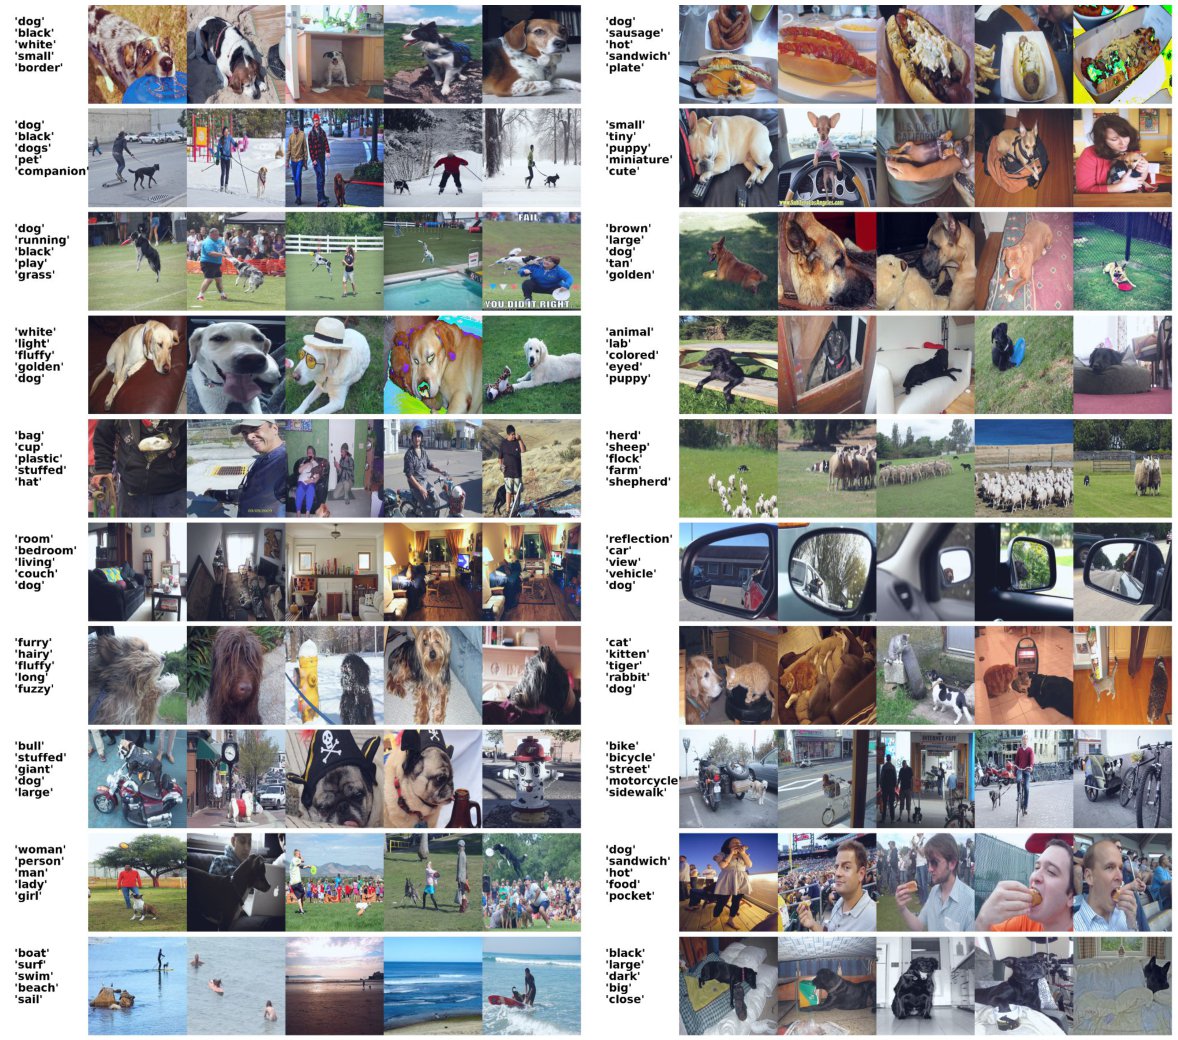 'dog'
'black'
'white'
'small'
'border'
'dog'
'sausage'
'hot'
'sandwich'
'plate'
'dog'
'black'
'dogs'
'pet'
'companion'
'small'
'tiny'
'puppy'
'miniature'
'cute'
'dog'
'running'
'black'
'play'
'grass'
FAIL
YOU DID IT RIGHT.
'brown'
'large'
'dog'
'tan'
'golden'
'white'
'light'
'fluffy'
'golden'
'dog'
'animal'
'lab'
'colored'
'eyed'
'puppy'
'bag'
'cup'
'plastic'
'stuffed'
'hat'
'herd'
'sheep'
'flock'
'farm'
'shepherd'
'room'
'bedroom'
'living'
'couch'
'dog'
'reflection'
'car'
'view'
'vehicle'
'dog'
'furry'
'hairy'
'fluffy'
'long'
'fuzzy'
'cat'
'kitten'
'tiger'
'rabbit'
'dog'
'bull'
'stuffed'
'giant'
'dog'
'large'
'bike'
'bicycle'
'street'
'motorcycle'
'sidewalk'
INTERNET CAFE
'woman'
'person'
'man'
'lady'
'girl'
'dog'
'sandwich'
'hot'
'food'
'pocket'
'boat'
'surf'
'swim'
'beach'
'sail'
'black'
'large'
'dark'
'big'
'close'